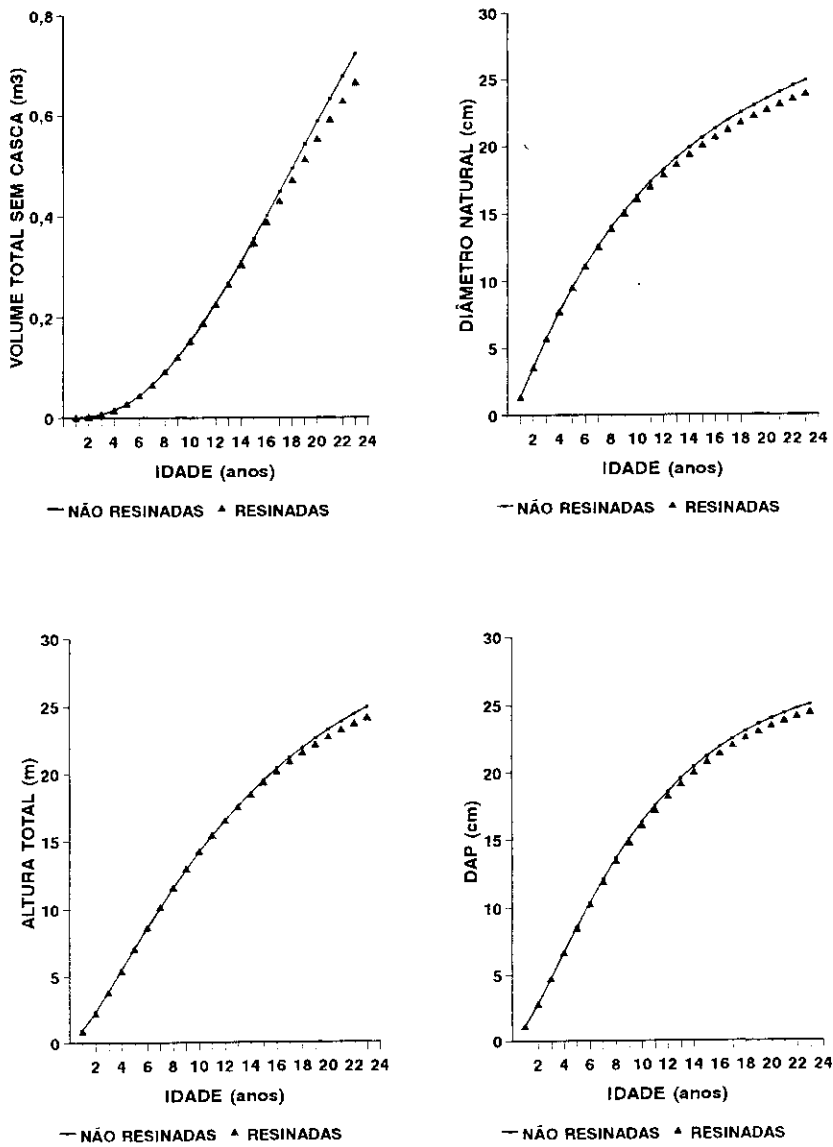 VOLUME TOTAL SEM CASCA (m3)
0,8
0,6
0,4
0,2
0
2 4 6 8 10 12 14 16 18 20 22 24
IDADE (anos)
NÃO RESINADAS RESINADAS
DIÂMETRO NATURAL (cm)
30
25
20
15
10
5
0
2 4 6 8 10 12 14 16 18 20 22 24
IDADE (anos)
NÃO RESINADAS RESINADAS
ALTURA TOTAL (m)
30
25
20
15
10
5
0
2 4 6 8 10 12 14 16 18 20 22 24
IDADE (anos)
NÃO RESINADAS RESINADAS
DAP (cm)
30
25
20
15
10
5
0
2 4 6 8 10 12 14 16 18 20 22 24
IDADE (anos)
NÃO RESINADAS RESINADAS